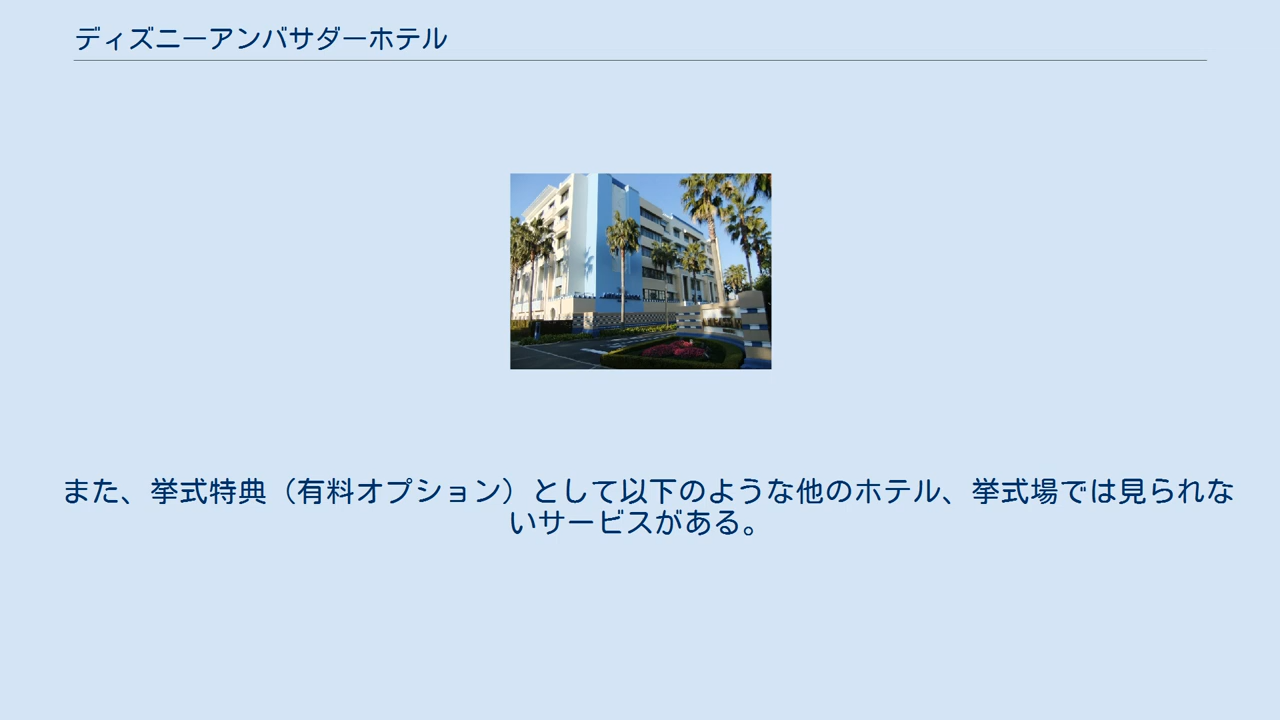 ディズニーアンバサダーホテル
また、挙式特典（有料オプション）として以下のような他のホテル、挙式場では見られな
いサービスがある。